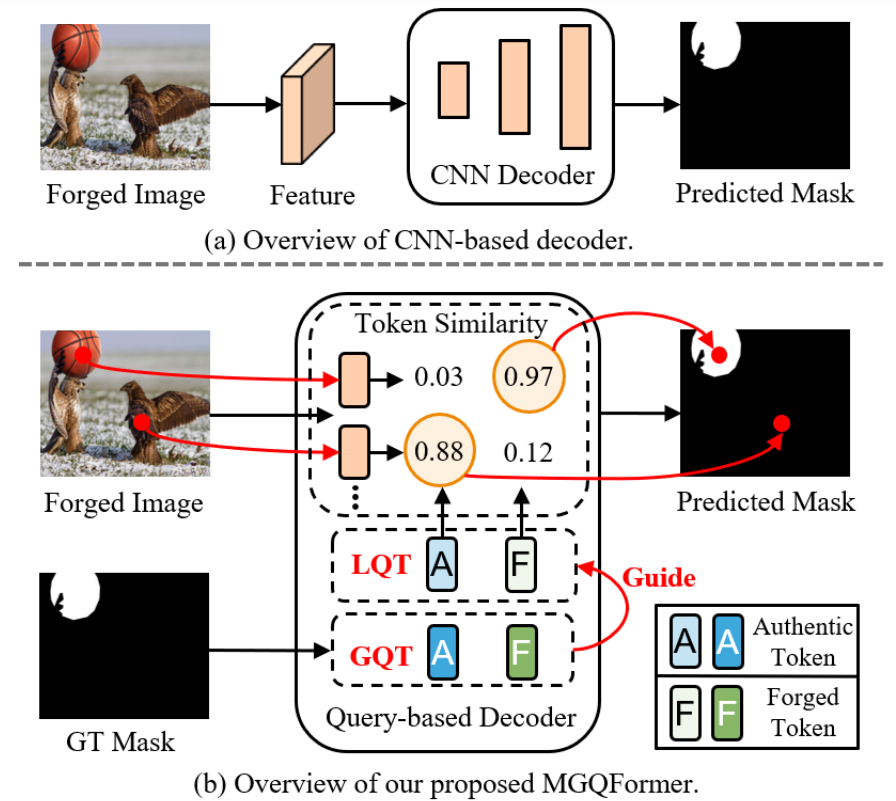 Forged Image
Feature
CNN Decoder
Predicted Mask
(a) Overview of CNN-based decoder.
Token Similarity
0.03
0.97
0.88
0.12
Forged Image
Predicted Mask
LQT A F
Guide
GQT A F
GT Mask
Query-based Decoder
A A Authentic
Token
F F Forged
Token
(b) Overview of our proposed MGQFormer.